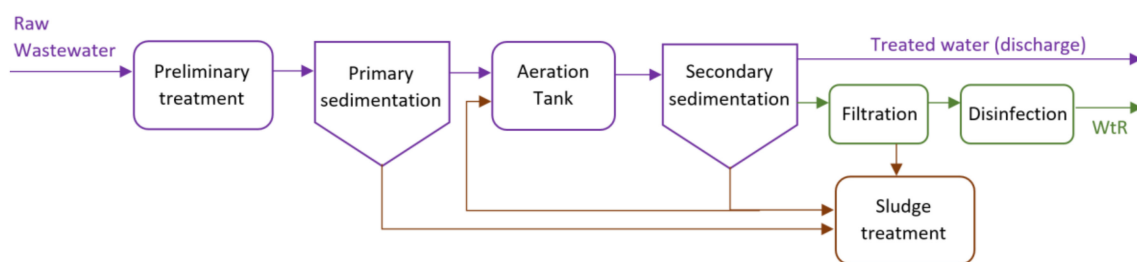 Raw
Wastewater
Preliminary
treatment
Primary
sedimentation
Aeration
Tank
Secondary
sedimentation
Treated water (discharge)
Filtration
Disinfection
WtR
Sludge
treatment